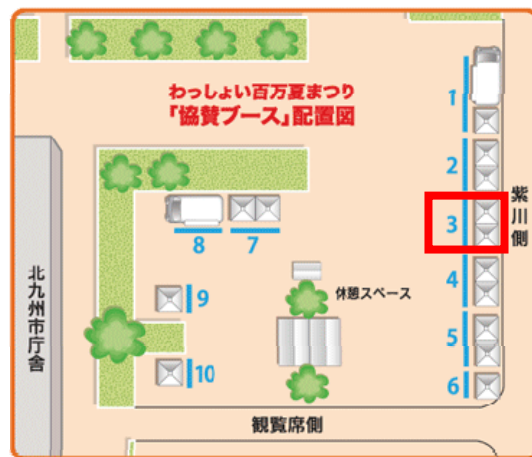 わっしょい百万夏まつり
「協賛ブース」配置図
1
2
3
4
5
6
紫川側
8
7
9
10
休憩スペース
北九州市庁舎
観覧席側